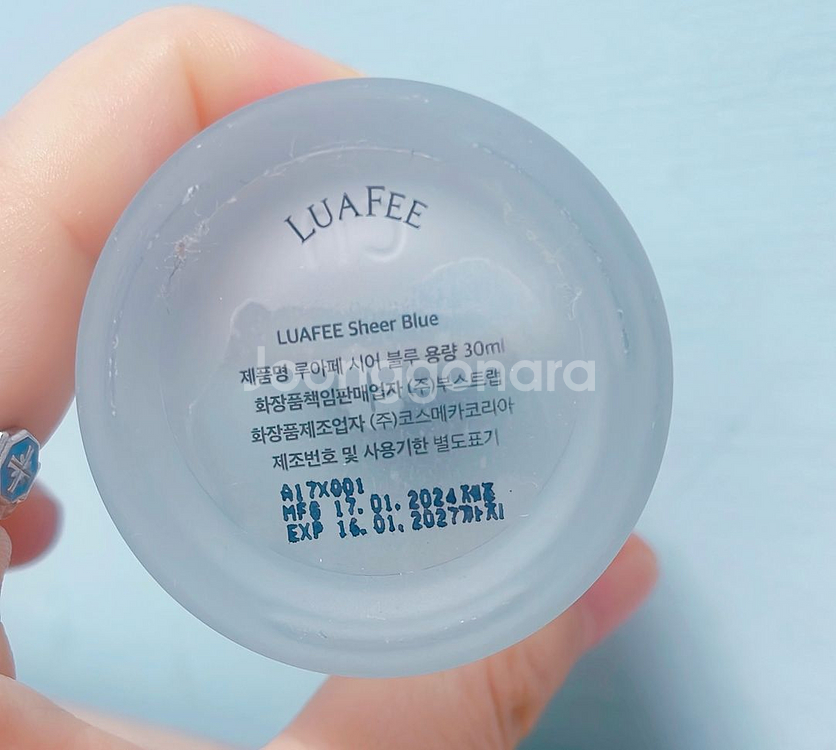 LUAFEE
LUAFEE Sheer Blue
제품명 루아페 시어 블루 용량 30ml
Joonggonara
화장품책임판매업자 (주)부스트랩
화장품제조업자 (주)코스메카코리아
제조번호 및 사용기한 별도표기
A17X001
MFG 17.01.2024제조
EXP 16.01.2027까지